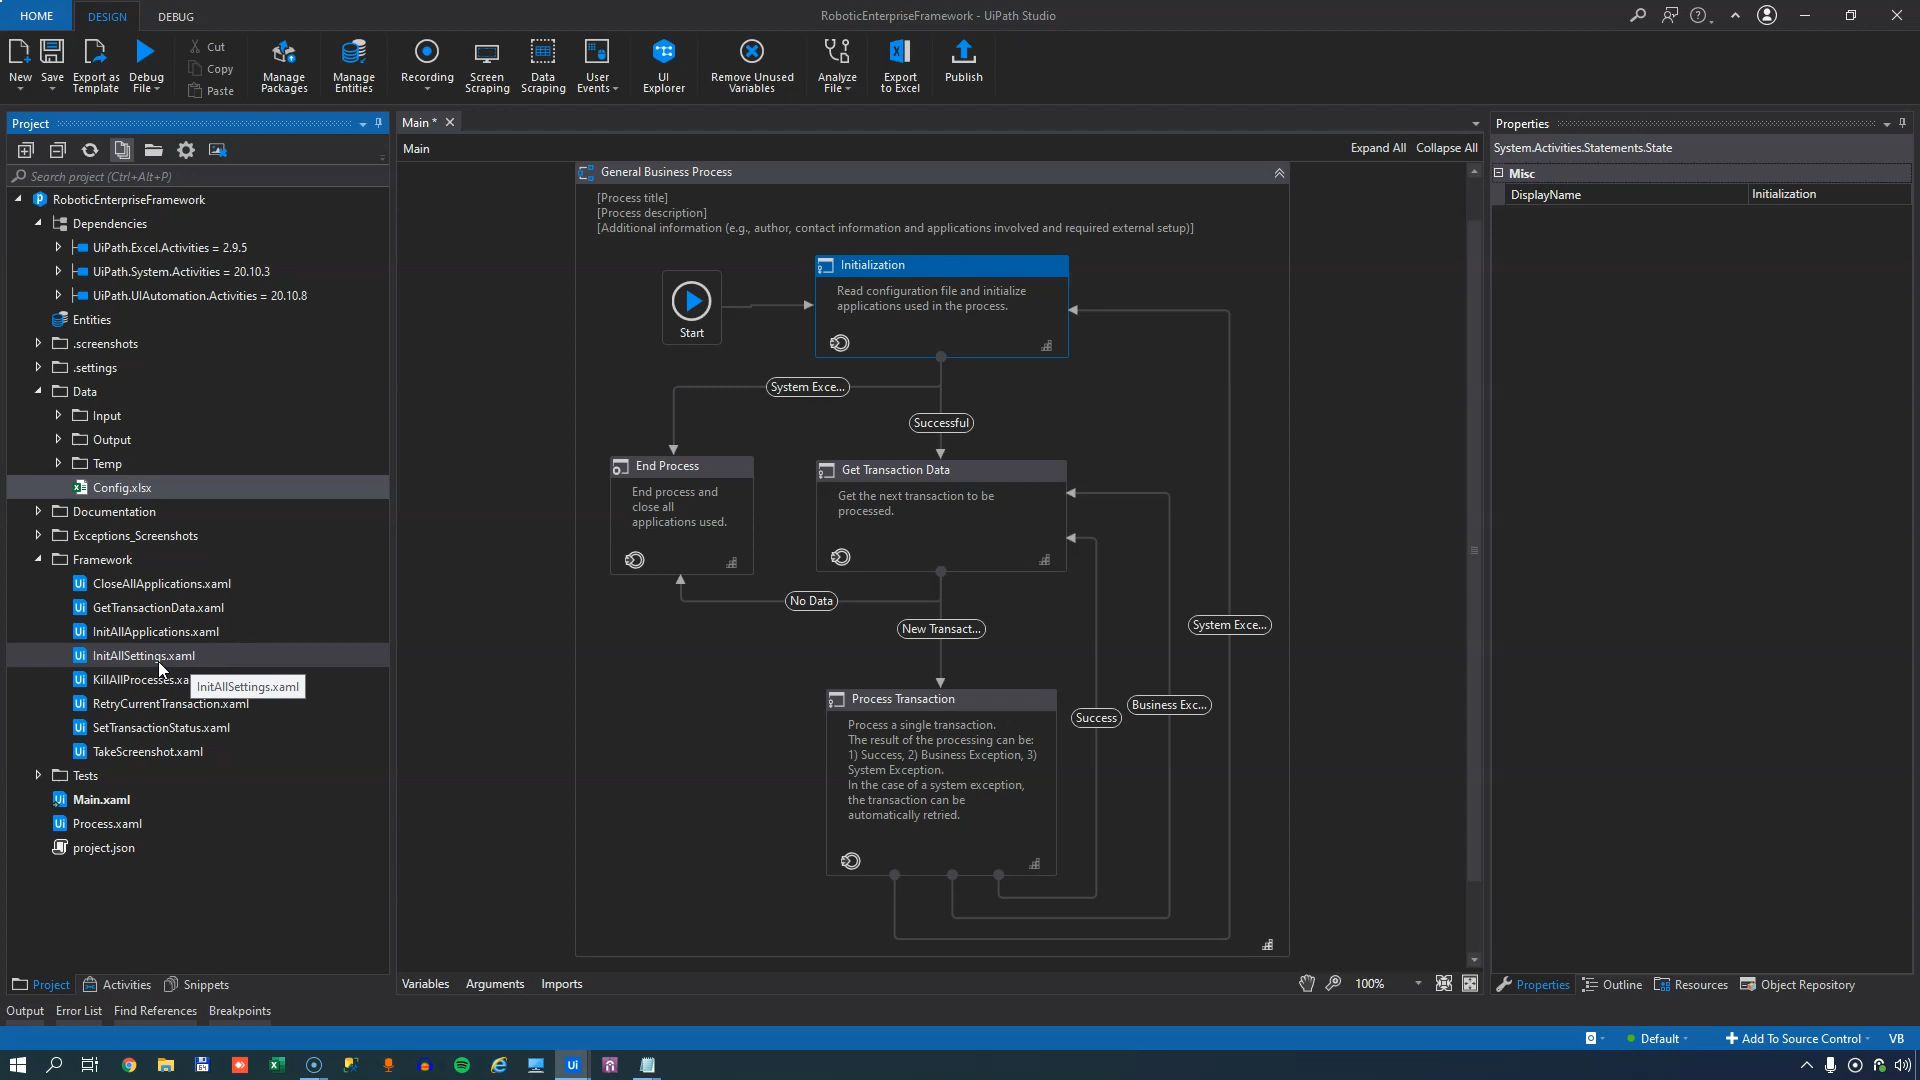 HOME
DESIGN
DEBUG
RoboticEnterpriseFramework - UiPath Studio
New
Save
Export as
Template
Debug
File
Cut
Copy
Paste
Manage
Packages
Manage
Entities
Recording
Screen
Scraping
Data
Scraping
User
Events
UI
Explorer
Remove Unused
Variables
Analyze
File
Export
to Excel
Publish
Project
Search project (Ctrl+Alt+P)
RoboticEnterpriseFramework
Dependencies
UiPath.Excel.Activities = 2.9.5
UiPath.System.Activities = 20.10.3
UiPath.UIAutomation.Activities = 20.10.8
Entities
.screenshots
.settings
Data
Input
Output
Temp
Config.xlsx
Documentation
Exceptions_Screenshots
Framework
CloseAllApplications.xaml
GetTransactionData.xaml
InitAllApplications.xaml
InitAllSettings.xaml
KillAllProcesses.xa
InitAllSettings.xaml
RetryCurrentTransaction.xaml
SetTransactionStatus.xaml
TakeScreenshot.xaml
Tests
Main.xaml
Process.xaml
project.json
Project
Activities
Snippets
Main *
Main
Expand All
Collapse All
General Business Process
[Process title]
[Process description]
[Additional information (e.g., author, contact information and applications involved and required external setup)]
Start
Initialization
Read configuration file and initialize
applications used in the process.
System Exce...
Successful
End Process
End process and
close all
applications used.
Get Transaction Data
Get the next transaction to be
processed.
No Data
New Transact...
System Exce...
Process Transaction
Process a single transaction.
The result of the processing can be:
1) Success, 2) Business Exception, 3)
System Exception.
In the case of a system exception,
the transaction can be
automatically retried.
Success
Business Exc...
Variables
Arguments
Imports
100%
Properties
System.Activities.Statements.State
Misc
DisplayName
Initialization
Properties
Outline
Resources
Object Repository
Output
Error List
Find References
Breakpoints
Default
Add To Source Control
VB